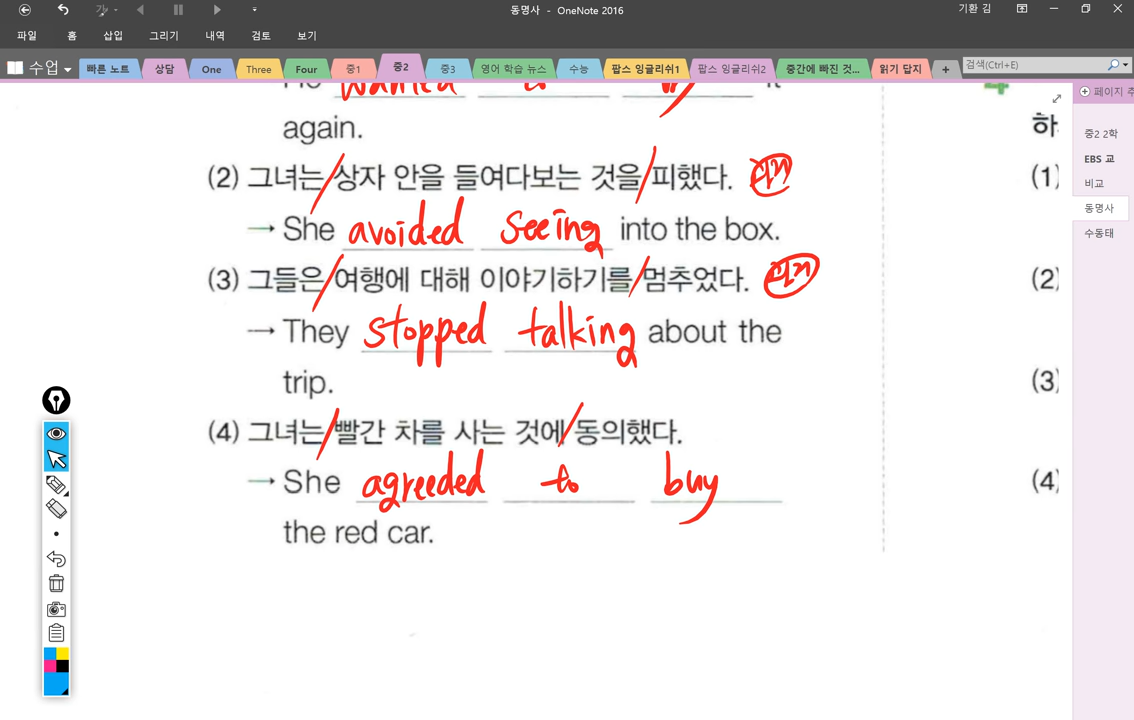 동명사 - OneNote 2016
기환 김
파일 홈 삽입 그리기 내역 검토 보기
수업 빠른 노트 상담 One Three Four 중1 중2 중3 영어 학습 뉴스 수능 팝스 잉글리쉬1 팝스 잉글리쉬2 중간에 빠진 것... 읽기 답지 + 검색(Ctrl+E)
페이지 추
wanted to
again.
하
(2) 그녀는 / 상자 안을 들여다보는 것을 / 피했다.
(1)
→ She avoided seeing into the box.
(3) 그들은 / 여행에 대해 이야기하기를 / 멈추었다.
(2)
→ They stopped talking about the
trip.
(3)
(4) 그녀는 / 빨간 차를 사는 것에 / 동의했다.
→ She agreeded to buy
(4)
the red car.
중2 2학
EBS 교
비교
동명사
수동태